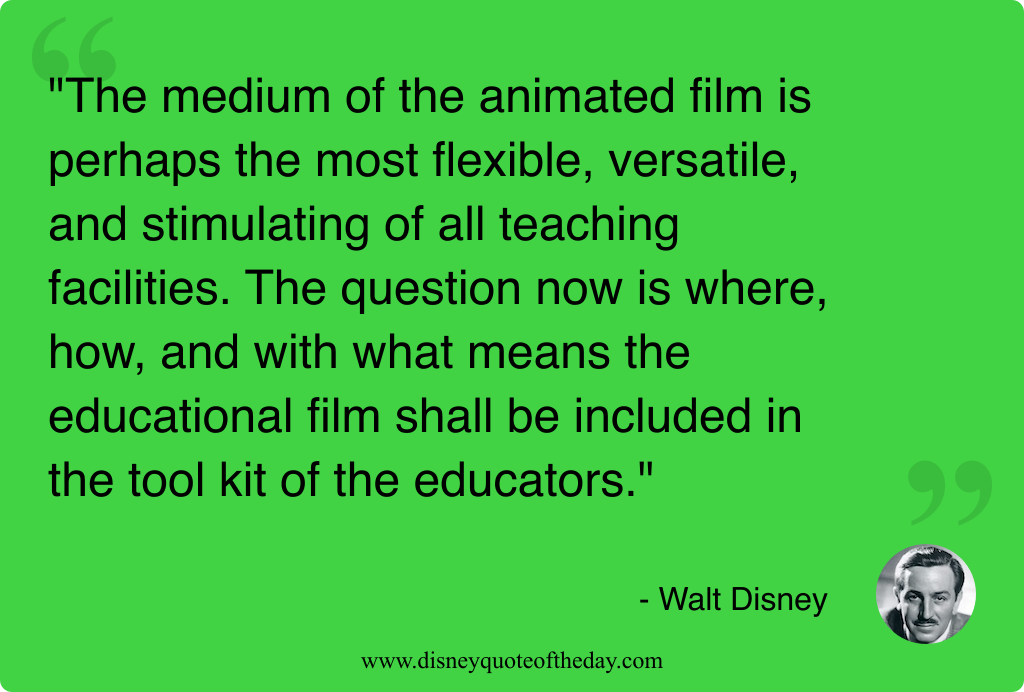 "The medium of the animated film is
perhaps the most flexible, versatile,
and stimulating of all teaching
facilities. The question now is where,
how, and with what means the
educational film shall be included in
the tool kit of the educators."
- Walt Disney
www.disneyquoteoftheday.com